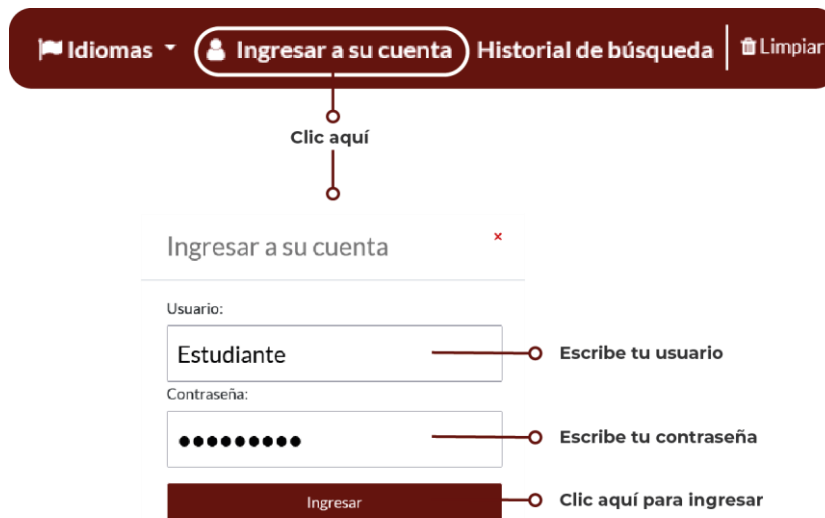 Idiomas Ingresar a su cuenta Historial de búsqueda Limpiar
Clic aquí
Ingresar a su cuenta ×
Usuario:
Estudiante Escribe tu usuario
Contraseña:
●●●●●●●●● Escribe tu contraseña
Ingresar Clic aquí para ingresar